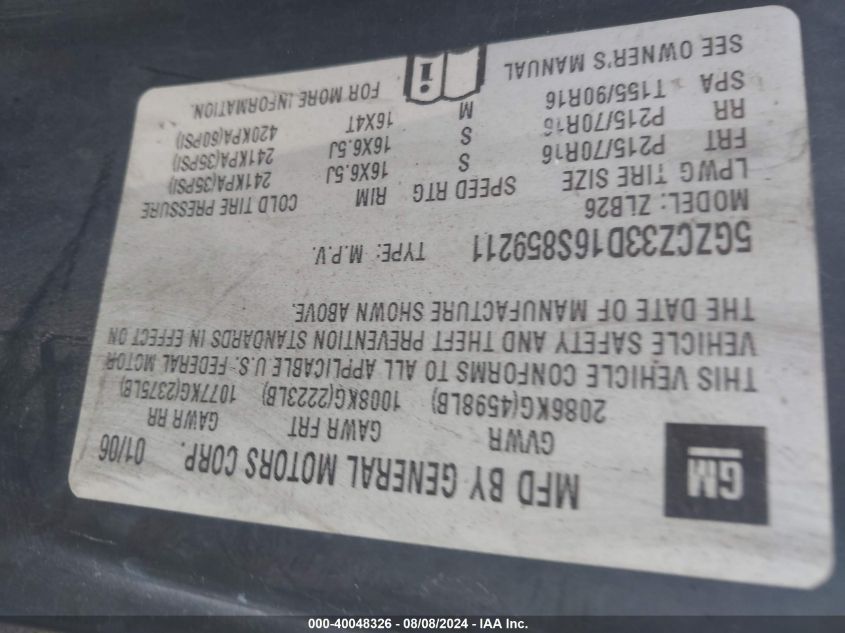 GM
MFD BY GENERAL MOTORS CORP. 01/06
GVWR GAWR FRT GAWR RR
2086KG(4598LB) 1008KG(2223LB) 1077KG(2375LB)
THIS VEHICLE CONFORMS TO ALL APPLICABLE U.S. FEDERAL MOTOR
VEHICLE SAFETY AND THEFT PREVENTION STANDARDS IN EFFECT ON
THE DATE OF MANUFACTURE SHOWN ABOVE.
5GZCZ33D16S859211 TYPE: M.P.V.
MODEL: ZLB26
LPWG TIRE SIZE SPEED RTG RIM COLD TIRE PRESSURE
FRT P215/70R16 S 16X6.5J 241KPA(35PSI)
RR P215/70R16 S 16X6.5J 241KPA(35PSI)
SPA T155/90R16 M 16X4T 420KPA(60PSI)
SEE OWNER'S MANUAL i FOR MORE INFORMATION.
000-40048326 - 08/08/2024 - IAA Inc.